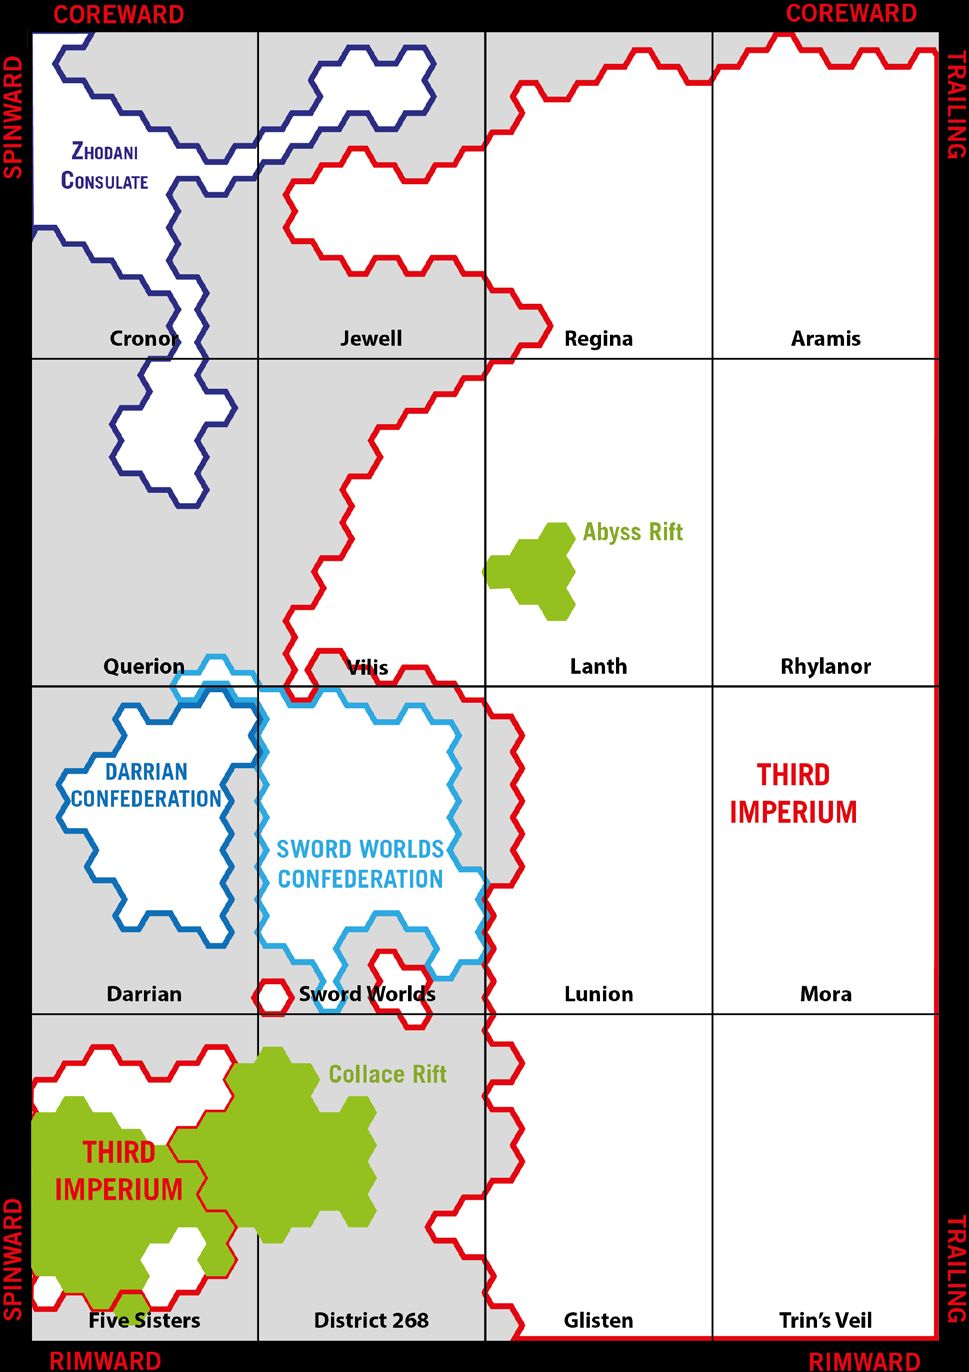 COREWARD
COREWARD
SPINWARD
TRAILING
ZHODANI
CONSULATE
Cronor
Jewell
Regina
Aramis
Abyss Rift
Querion
Vilis
Lanth
Rhylanor
DARRIAN
CONFEDERATION
THIRD
IMPERIUM
SWORD WORLDS
CONFEDERATION
Darrian
Sword Worlds
Lunion
Mora
Collace Rift
THIRD
IMPERIUM
SPINWARD
TRAILING
Five Sisters
District 268
Glisten
Trin's Veil
RIMWARD
RIMWARD